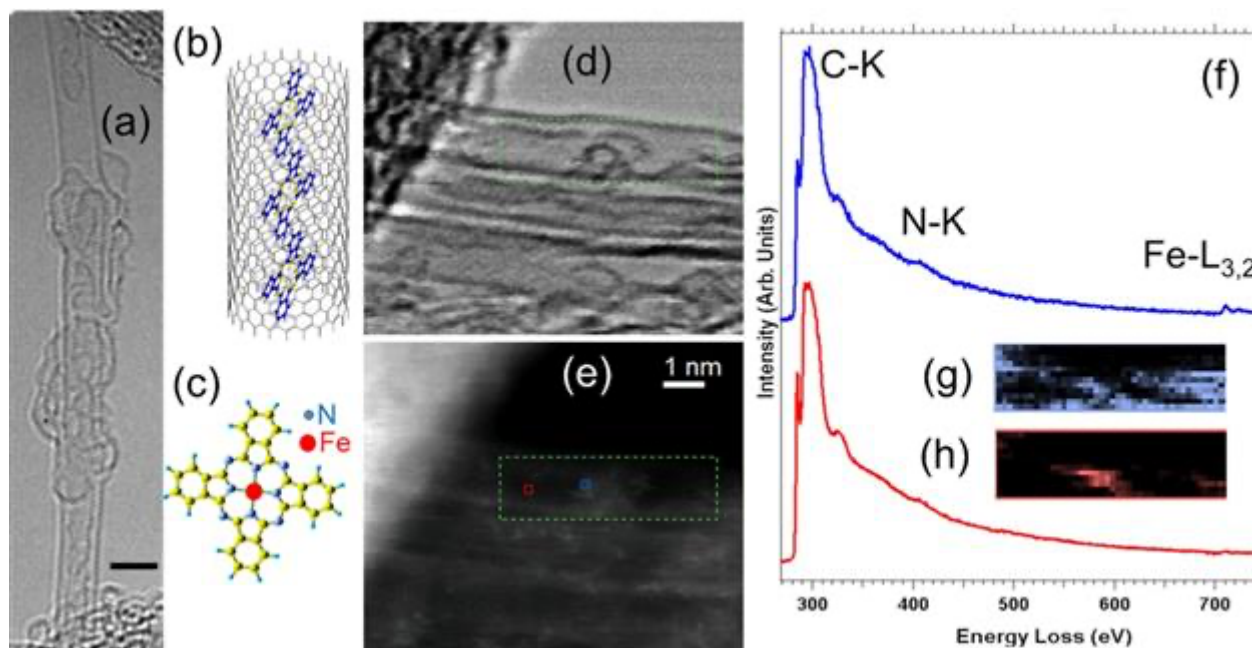 (a)
(b)
(c)
N
Fe
(d)
(e)
1 nm
(f)
C-K
N-K
Fe-L3,2
(g)
(h)
Intensity (Arb. Units)
300 400 500 600 700
Energy Loss (eV)